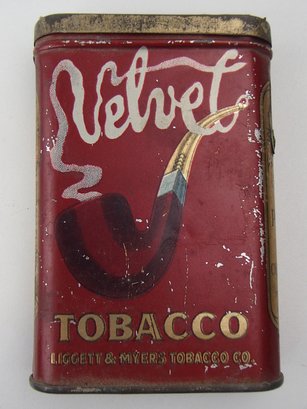 Velvet
TOBACCO
LIGGETT & MYERS TOBACCO CO.